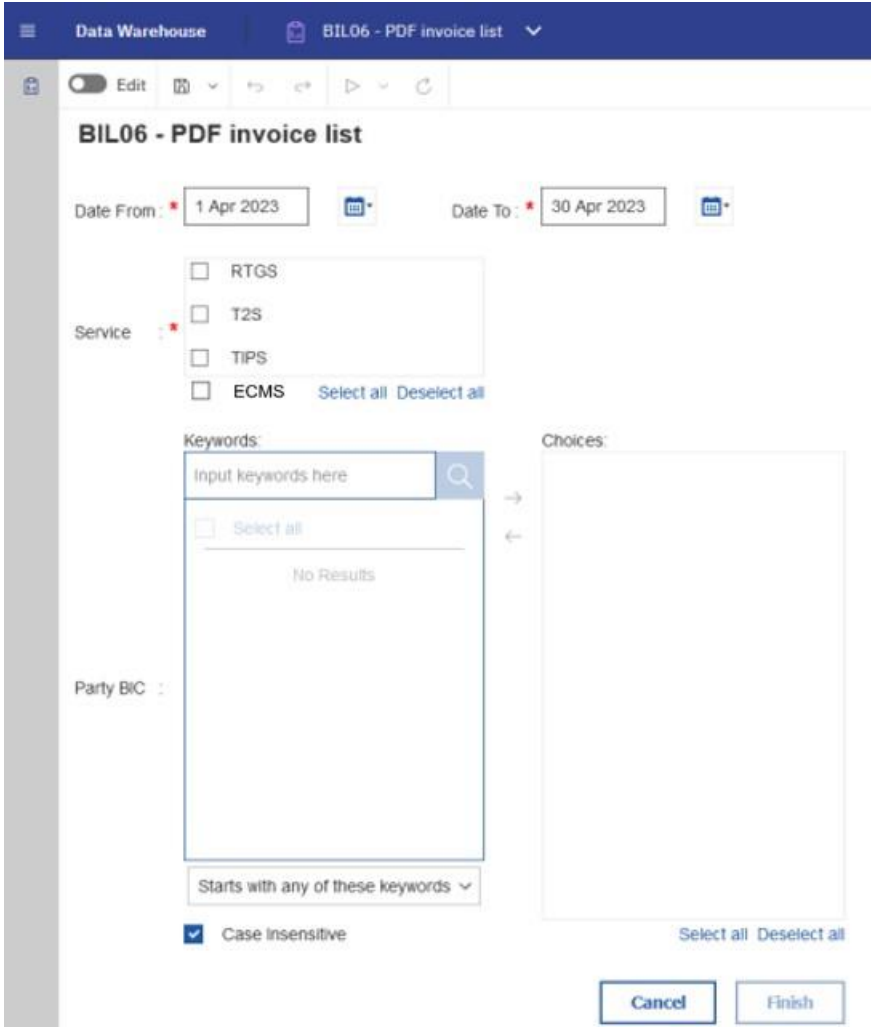 Data Warehouse BIL06 - PDF invoice list
Edit
BIL06 - PDF invoice list
Date From : * 1 Apr 2023 Date To : * 30 Apr 2023
RTGS
T2S
Service : *
TIPS
ECMS Select all Deselect all
Keywords: Choices:
Input keywords here
Select all
No Results
Party BIC :
Starts with any of these keywords
Case Insensitive Select all Deselect all
Cancel Finish